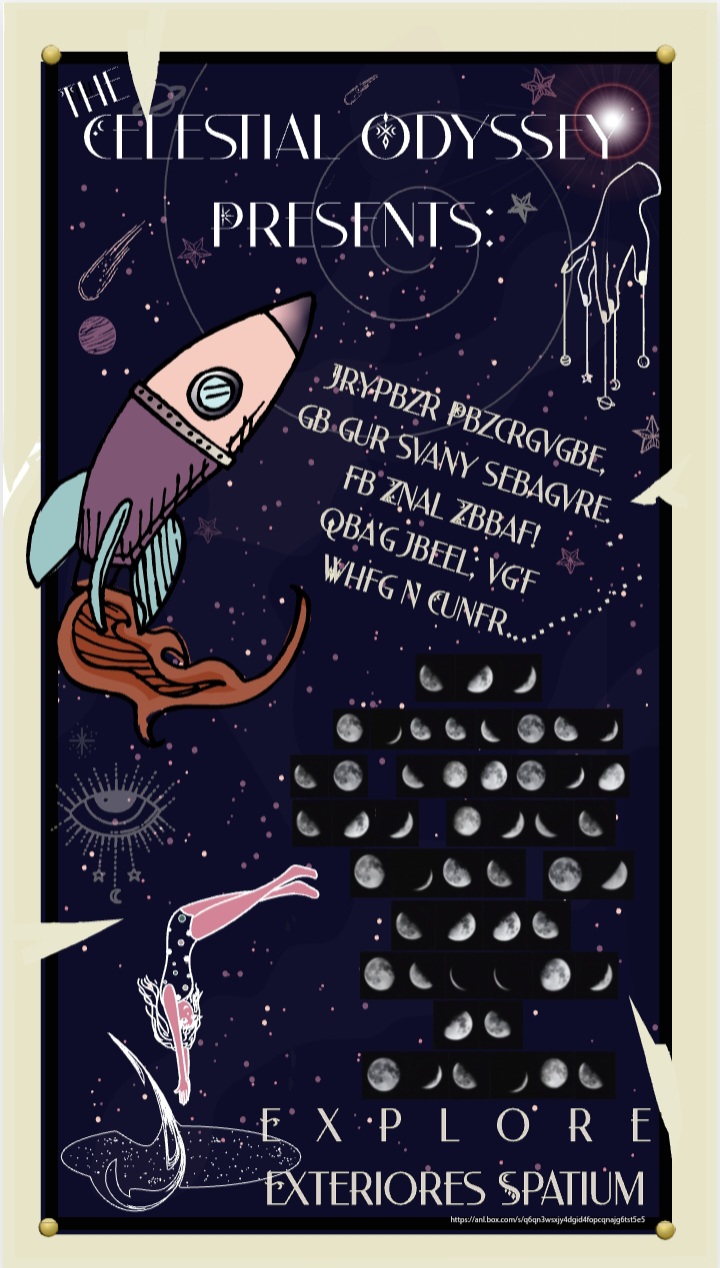 THE
CELESTIAL ODYSSEY
PRESENTS:
JRYPBZR PBZCRGVGBE,
GB GUR SVANY SEBAGVRE.
FB ZNAL ZBBAF!
QBA'G JBEEL; VGF
WHFG N CUNFR...
EXPLORE
EXTERIORES SPATIUM
https://anl.box.com/s/q6qn3wsxjy4dgid4fopcqnajg6tst5e5